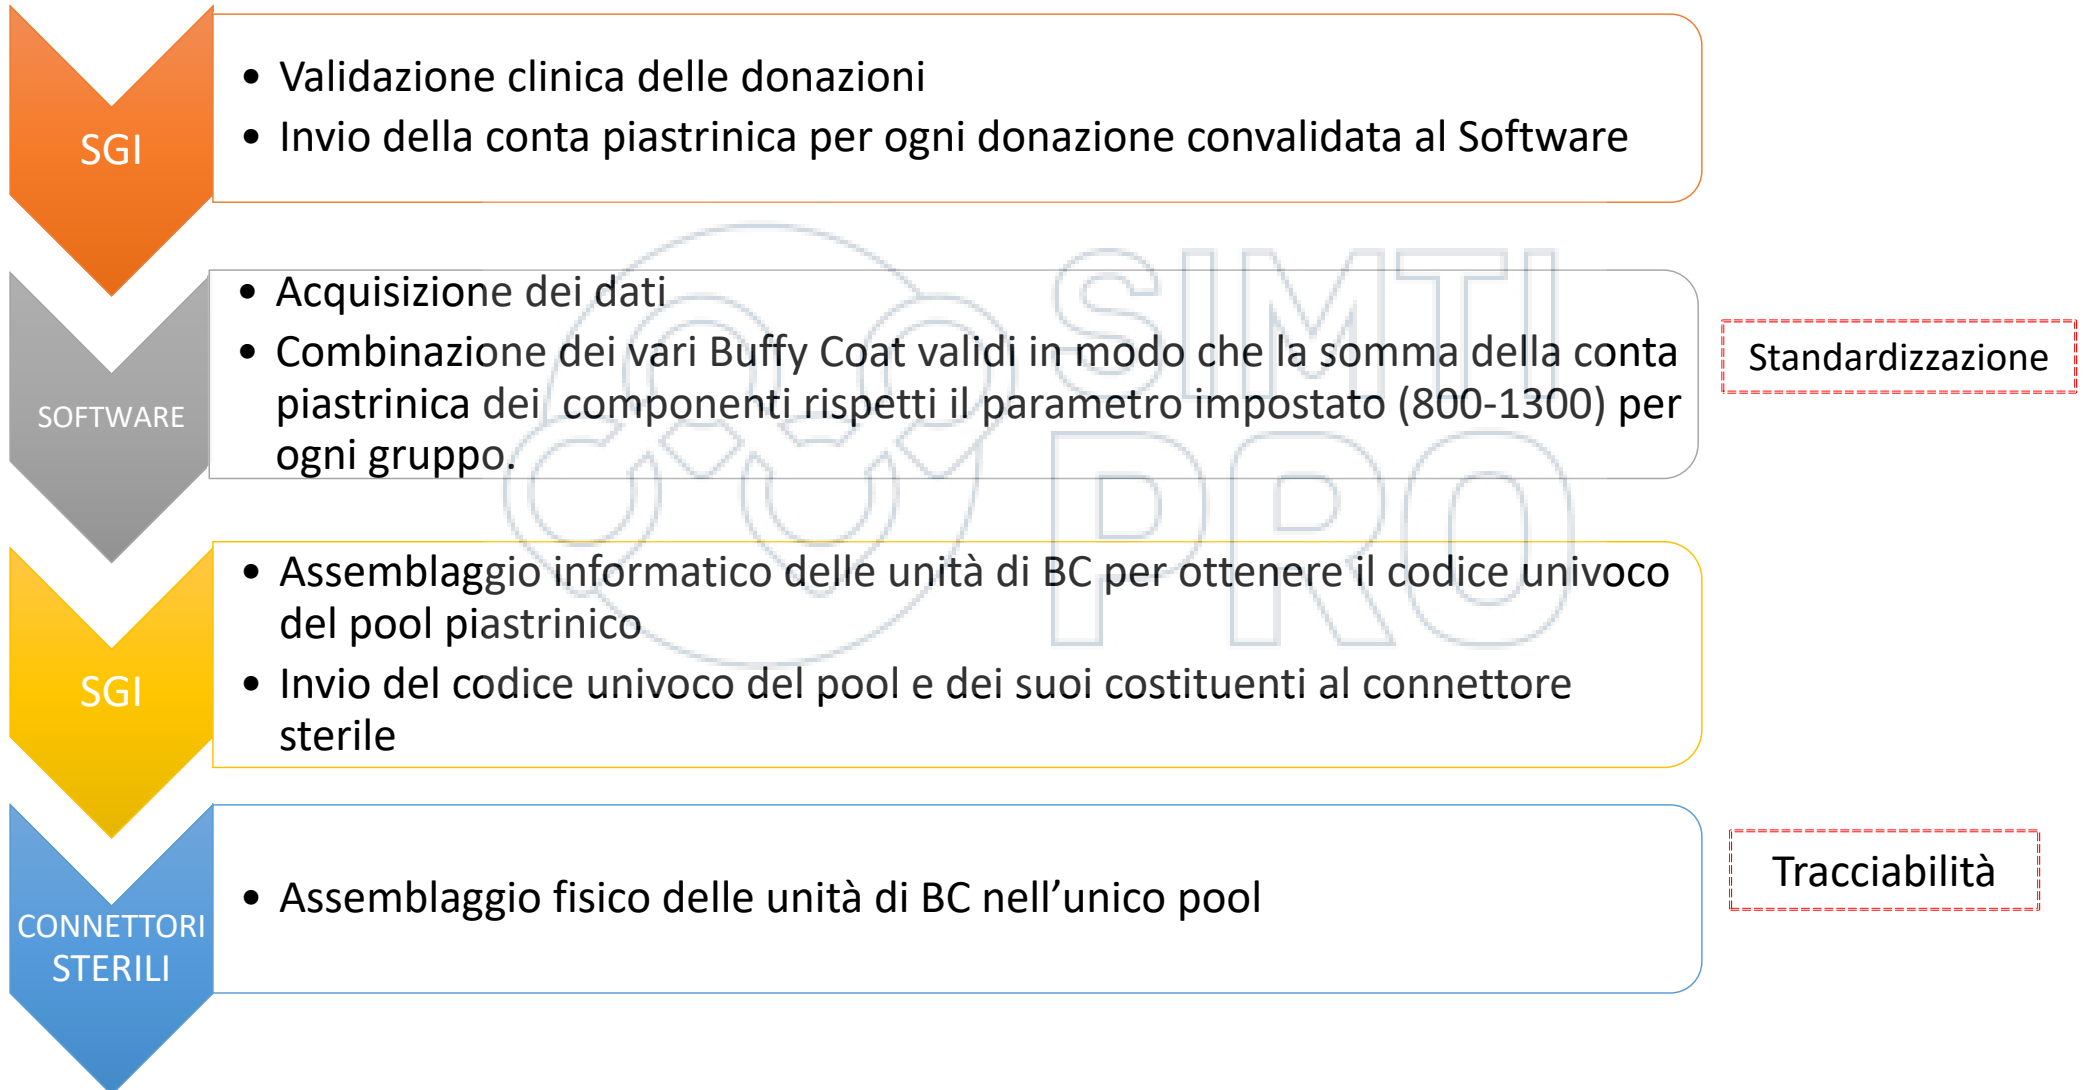 SGI
• Validazione clinica delle donazioni
• Invio della conta piastrinica per ogni donazione convalidata al Software
SOFTWARE
• Acquisizione dei dati
• Combinazione dei vari Buffy Coat validi in modo che la somma della conta
piastrinica dei componenti rispetti il parametro impostato (800-1300) per
ogni gruppo.
Standardizzazione
SGI
• Assemblaggio informatico delle unità di BC per ottenere il codice univoco
del pool piastrinico
• Invio del codice univoco del pool e dei suoi costituenti al connettore
sterile
CONNETTORI
STERILI
• Assemblaggio fisico delle unità di BC nell’unico pool
Tracciabilità
SIMTI
PRO